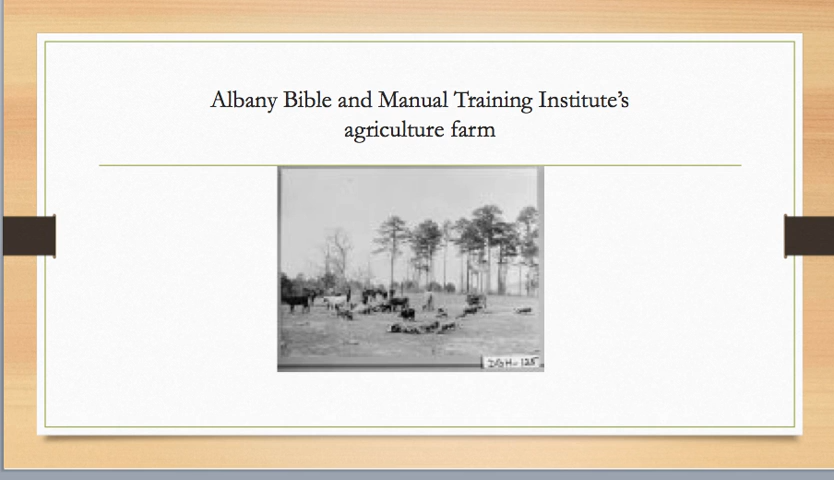 Albany Bible and Manual Training Institute’s
agriculture farm
DGH-125